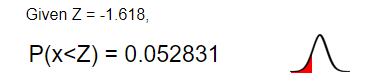 Given Z = -1.618,
P(x<Z) = 0.052831